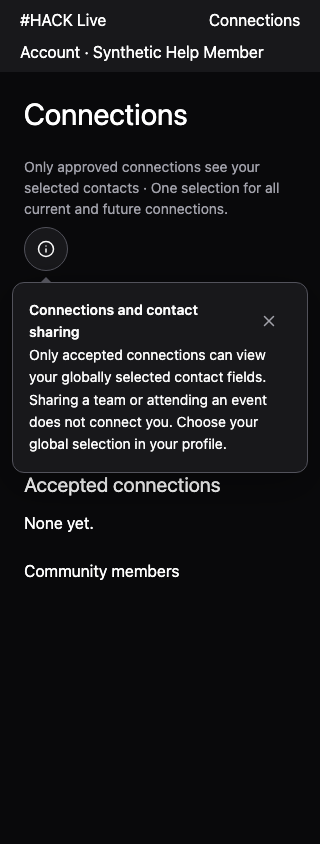 #HACK Live
Connections
Account · Synthetic Help Member
Connections
Only approved connections see your
selected contacts · One selection for all
current and future connections.
Connections and contact
sharing
Only accepted connections can view
your globally selected contact fields.
Sharing a team or attending an event
does not connect you. Choose your
global selection in your profile.
Accepted connections
None yet.
Community members